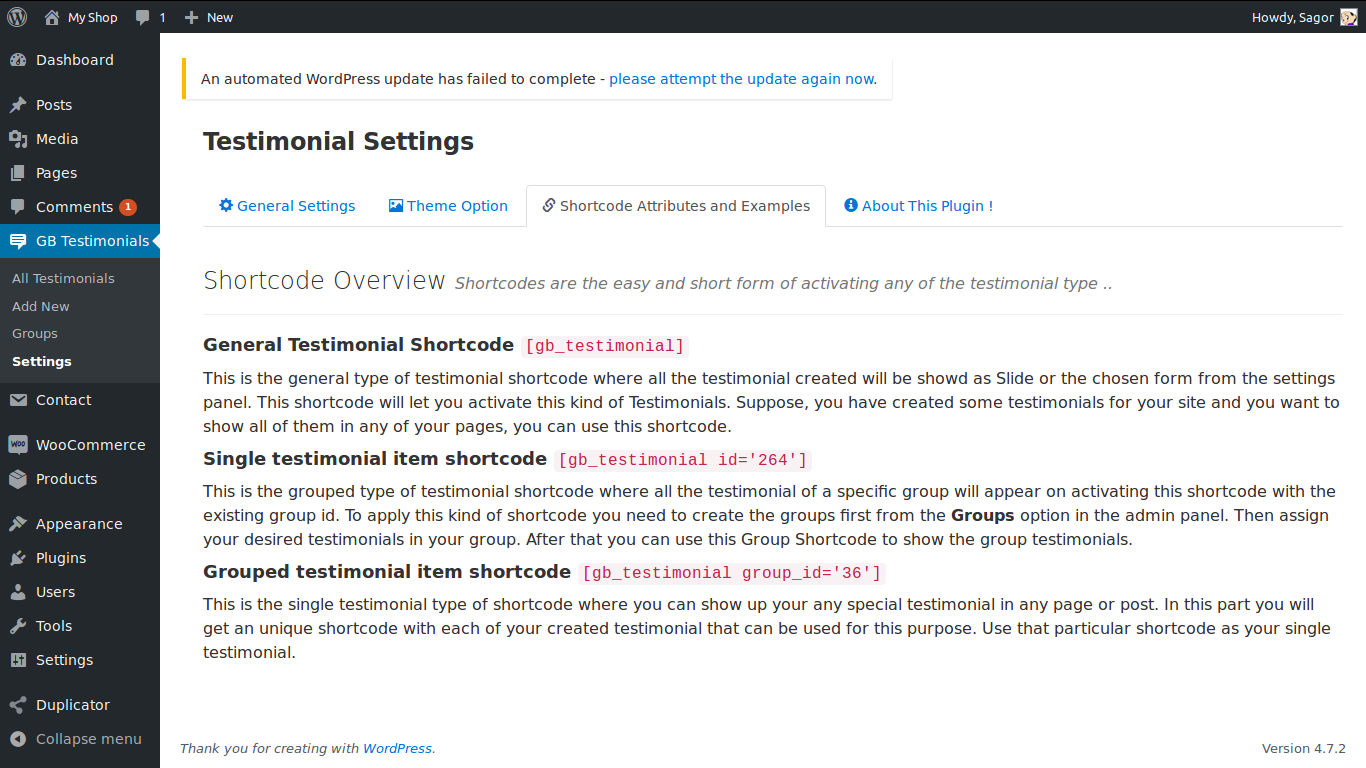 My Shop 1 New Howdy, Sagor
Dashboard
Posts
Media
Pages
Comments 1
GB Testimonials
All Testimonials
Add New
Groups
Settings
Contact
WOO WooCommerce
Products
Appearance
Plugins
Users
Tools
Settings
Duplicator
Collapse menu
An automated WordPress update has failed to complete - please attempt the update again now.
Testimonial Settings
General Settings Theme Option Shortcode Attributes and Examples About This Plugin !
Shortcode Overview Shortcodes are the easy and short form of activating any of the testimonial type ..
General Testimonial Shortcode [gb_testimonial]
This is the general type of testimonial shortcode where all the testimonial created will be showd as Slide or the chosen form from the settings
panel. This shortcode will let you activate this kind of Testimonials. Suppose, you have created some testimonials for your site and you want to
show all of them in any of your pages, you can use this shortcode.
Single testimonial item shortcode [gb_testimonial id='264']
This is the grouped type of testimonial shortcode where all the testimonial of a specific group will appear on activating this shortcode with the
existing group id. To apply this kind of shortcode you need to create the groups first from the Groups option in the admin panel. Then assign
your desired testimonials in your group. After that you can use this Group Shortcode to show the group testimonials.
Grouped testimonial item shortcode [gb_testimonial group_id='36']
This is the single testimonial type of shortcode where you can show up your any special testimonial in any page or post. In this part you will
get an unique shortcode with each of your created testimonial that can be used for this purpose. Use that particular shortcode as your single
testimonial.
Thank you for creating with WordPress. Version 4.7.2